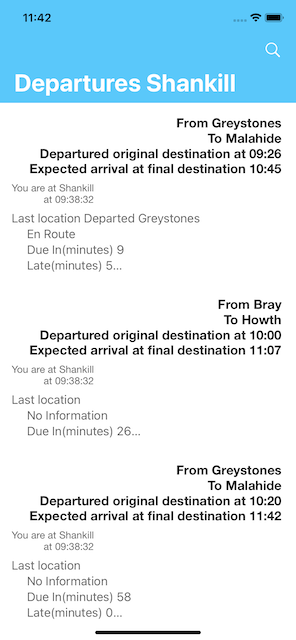 11:42
Departures Shankill
From Greystones
To Malahide
Departured original destination at 09:26
Expected arrival at final destination 10:45
You are at Shankill
at 09:38:32
Last location Departed Greystones
En Route
Due In(minutes) 9
Late(minutes) 5...
From Bray
To Howth
Departured original destination at 10:00
Expected arrival at final destination 11:07
You are at Shankill
at 09:38:32
Last location
No Information
Due In(minutes) 26...
From Greystones
To Malahide
Departured original destination at 10:20
Expected arrival at final destination 11:42
You are at Shankill
at 09:38:32
Last location
No Information
Due In(minutes) 58
Late(minutes) 0...